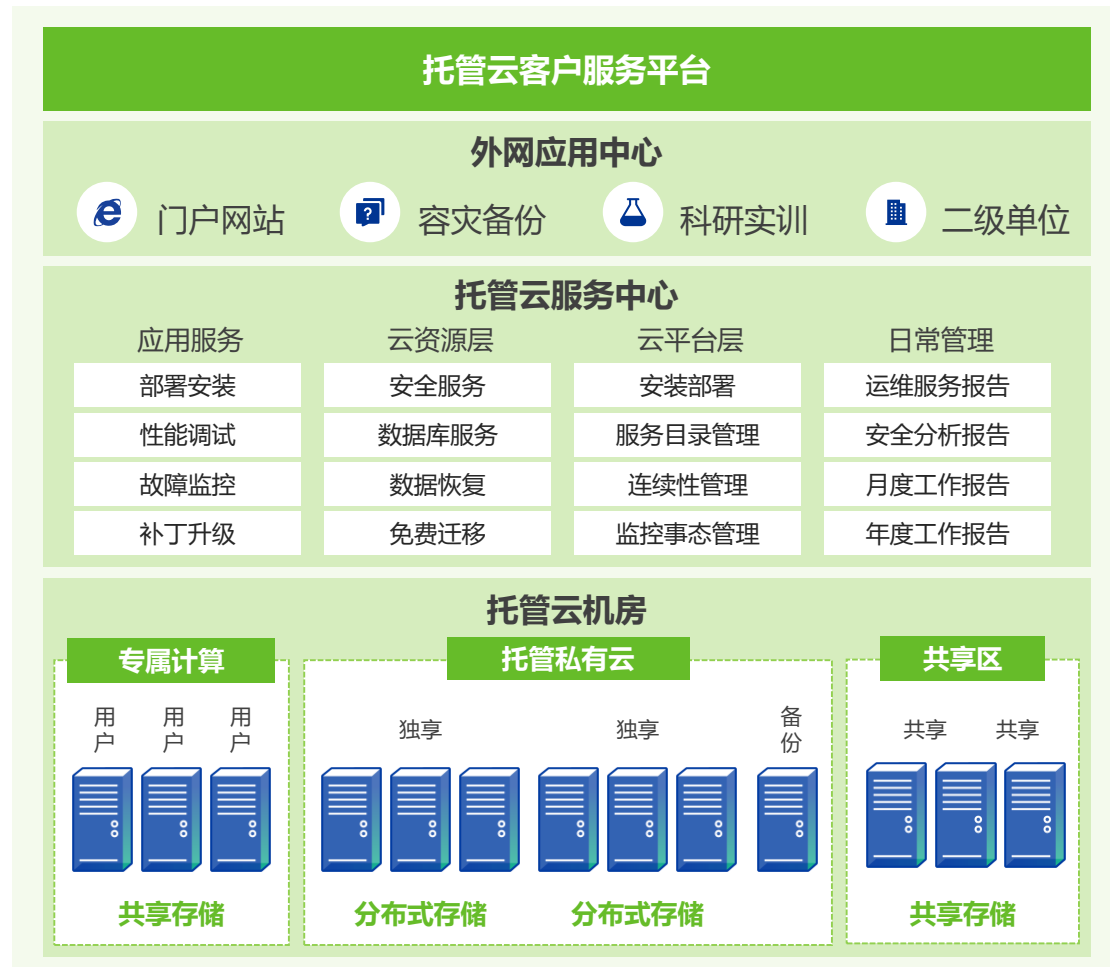 托管云客户服务平台
外网应用中心
门户网站 容灾备份 科研实训 二级单位
托管云服务中心
应用服务 云资源层 云平台层 日常管理
部署安装 安全服务 安装部署 运维服务报告
性能调试 数据库服务 服务目录管理 安全分析报告
故障监控 数据恢复 连续性管理 月度工作报告
补丁升级 免费迁移 监控事态管理 年度工作报告
托管云机房
专属计算 托管私有云 共享区
用户 用户 用户 独享 独享 备份 共享 共享
共享存储 分布式存储 分布式存储 共享存储